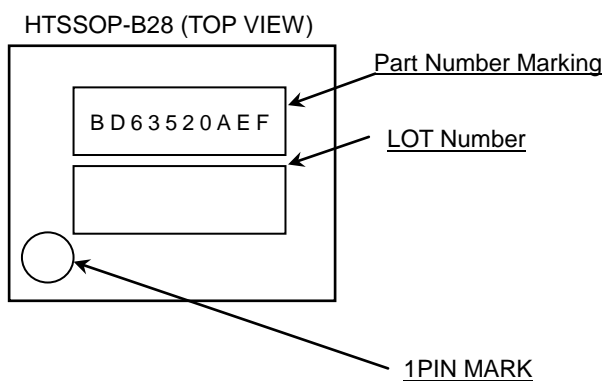 HTSSOP-B28 (TOP VIEW)
Part Number Marking
BD63520AEF
LOT Number
1PIN MARK